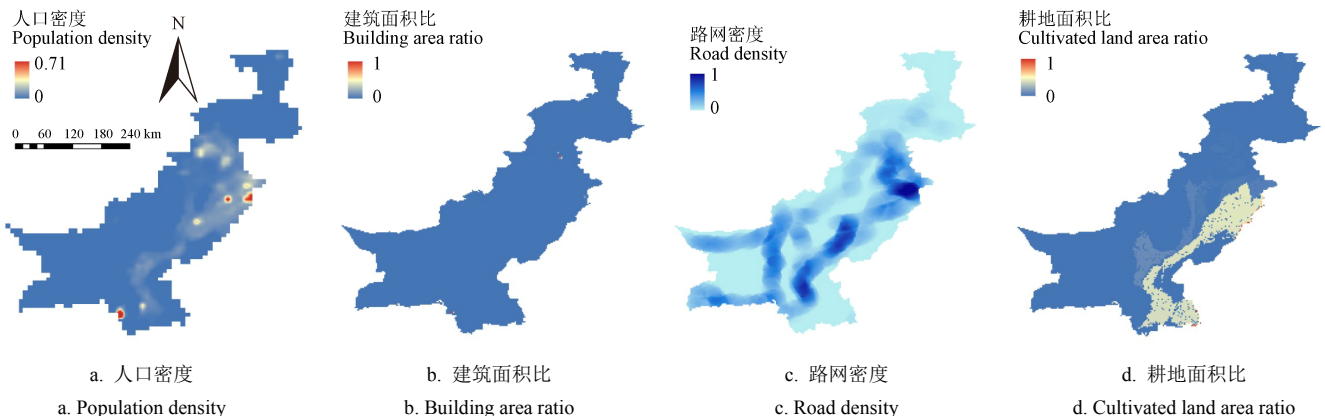 人口密度
Population density
0.71
0
N
0 60 120 180 240 km
建筑面积比
Building area ratio
1
0
路网密度
Road density
1
0
耕地面积比
Cultivated land area ratio
1
0
a. 人口密度
a. Population density
b. 建筑面积比
b. Building area ratio
c. 路网密度
c. Road density
d. 耕地面积比
d. Cultivated land area ratio